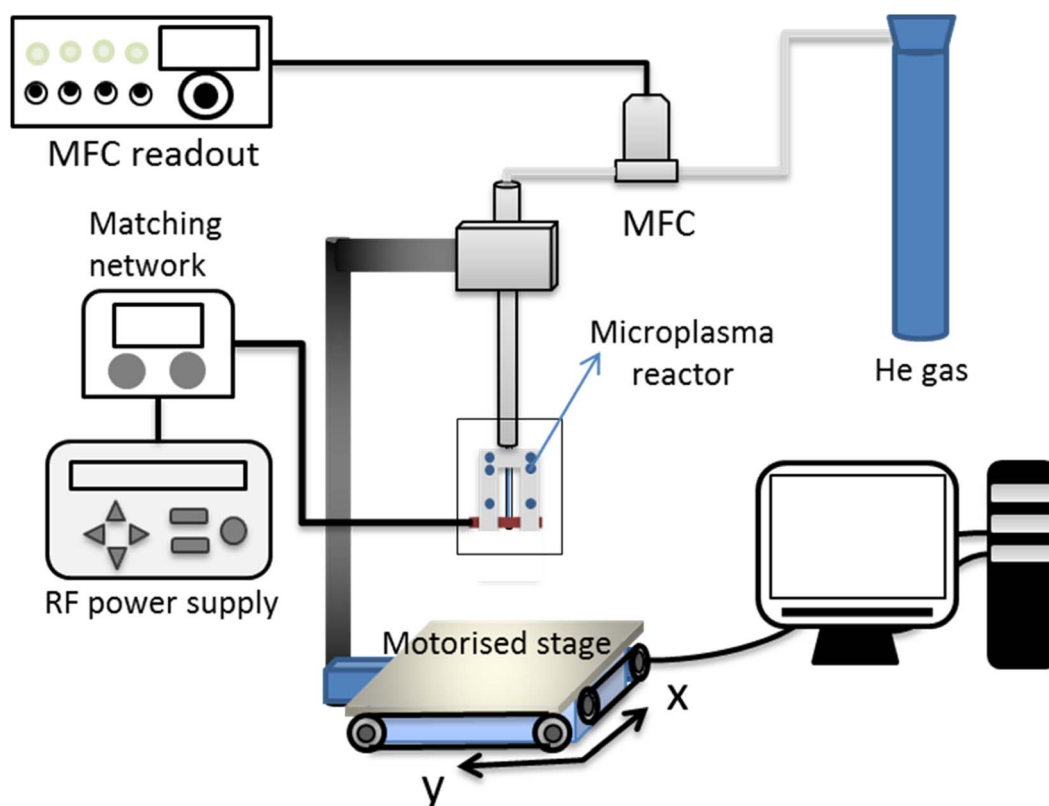 MFC readout
MFC
Matching
network
Microplasma
reactor
He gas
RF power supply
Motorised stage
x
y